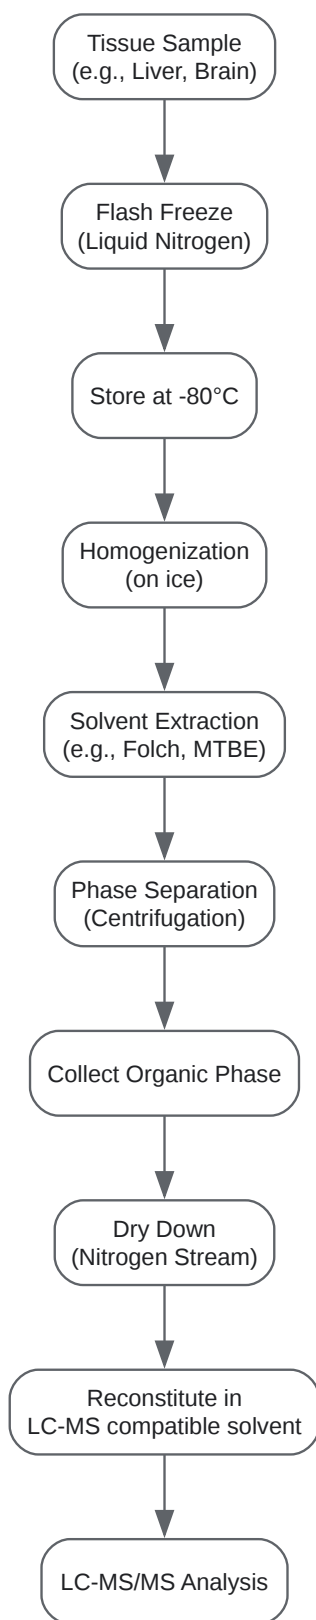 Tissue Sample
(e.g., Liver, Brain)
Flash Freeze
(Liquid Nitrogen)
Store at -80°C
Homogenization
(on ice)
Solvent Extraction
(e.g., Folch, MTBE)
Phase Separation
(Centrifugation)
Collect Organic Phase
Dry Down
(Nitrogen Stream)
Reconstitute in
LC-MS compatible solvent
LC-MS/MS Analysis